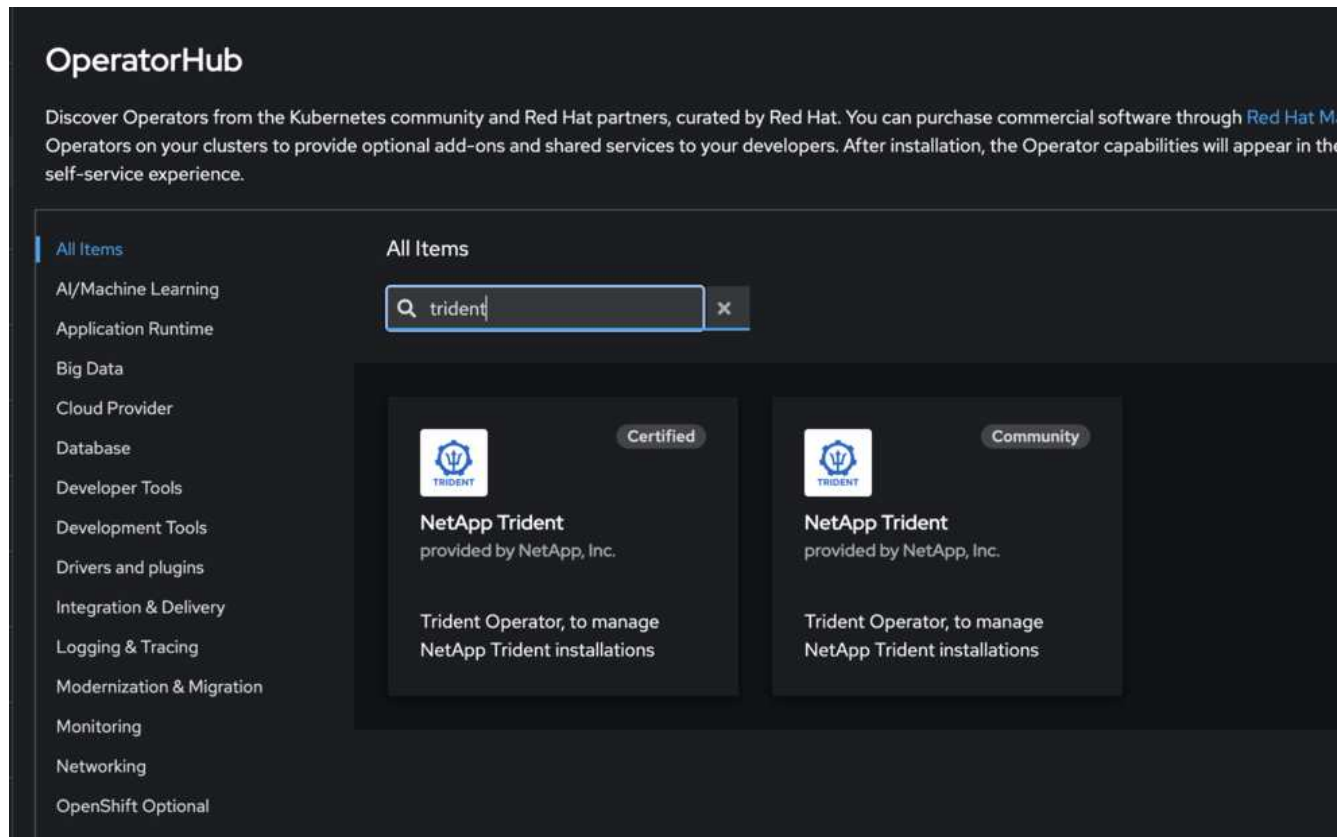 OperatorHub
Discover Operators from the Kubernetes community and Red Hat partners, curated by Red Hat. You can purchase commercial software through Red Hat Ma
Operators on your clusters to provide optional add-ons and shared services to your developers. After installation, the Operator capabilities will appear in the
self-service experience.
All Items
AI/Machine Learning
Application Runtime
Big Data
Cloud Provider
Database
Developer Tools
Development Tools
Drivers and plugins
Integration & Delivery
Logging & Tracing
Modernization & Migration
Monitoring
Networking
OpenShift Optional
All Items
trident
Certified
TRIDENT
NetApp Trident
provided by NetApp, Inc.
Trident Operator, to manage
NetApp Trident installations
Community
TRIDENT
NetApp Trident
provided by NetApp, Inc.
Trident Operator, to manage
NetApp Trident installations